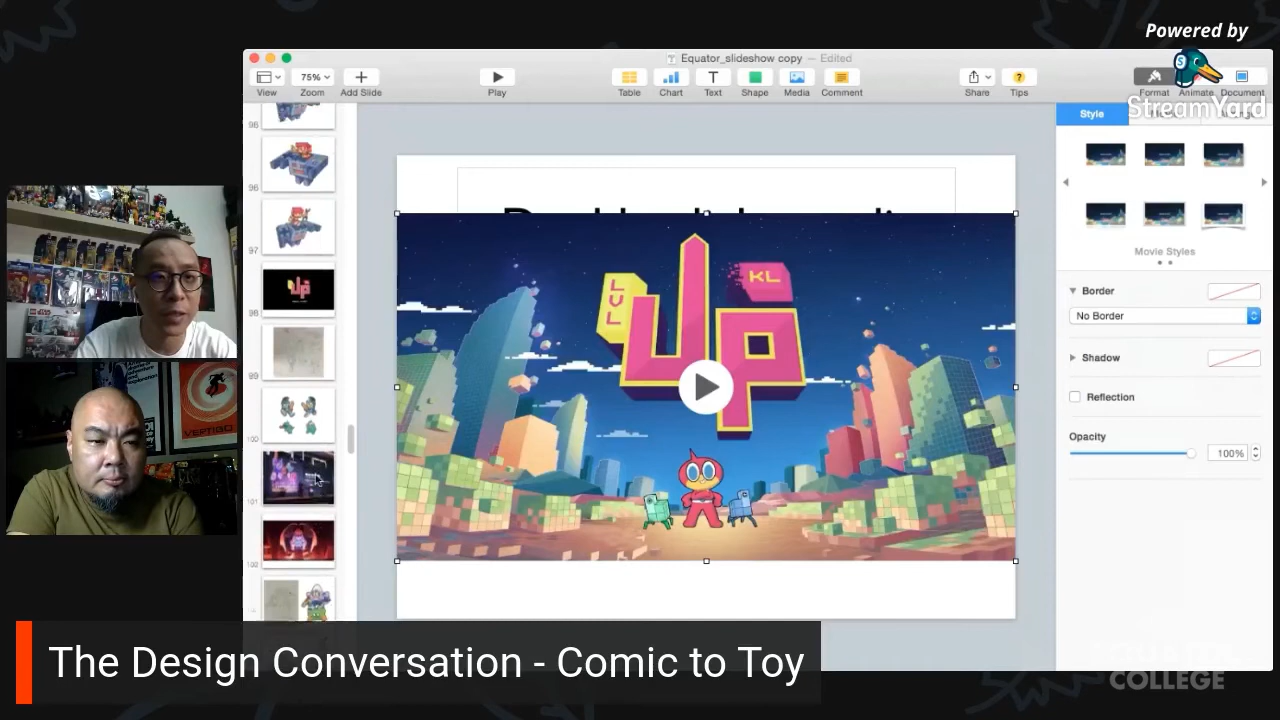 Powered by
StreamYard
Equator_slideshow copy — Edited
75%
View
Zoom
Add Slide
Play
Table
Chart
Text
Shape
Media
Comment
Share
Tips
Format
Animate
Document
96
96
97
98
99
100
101
102
Style
Movie Styles
Border
No Border
Shadow
Reflection
Opacity
100%
LVL
UP
KL
VERTIGO
The Design Conversation - Comic to Toy
COLLEGE